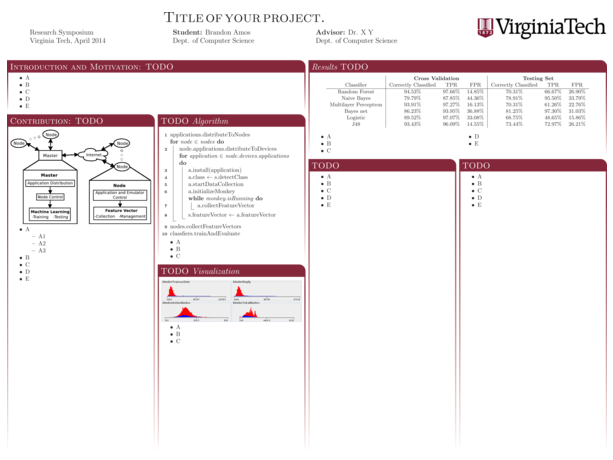 TITLE OF YOUR PROJECT.
Research Symposium
Virginia Tech, April 2014
Student: Brandon Amos
Dept. of Computer Science
Advisor: Dr. X Y
Dept. of Computer Science
VirginiaTech
1872
INTRODUCTION AND MOTIVATION: TODO
• A
• B
• C
• D
• E
CONTRIBUTION: TODO
Node
Node
Node
Master
Internet
Node
Master
Application Distribution
Node Control
Machine Learning
-Training -Testing
Node
Application and Emulator
Control
Feature Vector
-Collection -Management
• A
– A1
– A2
– A3
• B
• C
• D
• E
TODO Algorithm
1 applications.distributeToNodes
for node ∈ nodes do
2 node.applications.distributeToDevices
for application ∈ node.devices.applications
do
3 a.install(application)
4 a.class ← s.detectClass
5 a.startDataCollection
6 a.initializeMonkey
while monkey.isRunning do
7 a.collectFeatureVector
8 s.featureVector ← a.featureVector
9 nodes.collectFeatureVectors
10 classfiers.trainAndEvaluate
• A
• B
• C
TODO Visualization
• A
• B
• C
Results TODO
Cross Validation Testing Set
Classifier Correctly Classified TPR FPR Correctly Classified TPR FPR
Random Forest 94.53% 97.66% 14.85% 70.31% 66.67% 26.90%
Naive Bayes 79.79% 87.85% 44.36% 78.91% 95.50% 33.79%
Multilayer Perceptron 93.91% 97.27% 16.13% 70.31% 61.26% 22.76%
Bayes net 86.23% 93.95% 36.88% 81.25% 97.30% 31.03%
Logistic 89.52% 97.07% 33.08% 68.75% 48.65% 15.86%
J48 93.43% 96.09% 14.55% 73.44% 72.97% 26.21%
• A
• B
• C
• D
• E
TODO
• A
• B
• C
• D
• E
TODO
• A
• B
• C
• D
• E